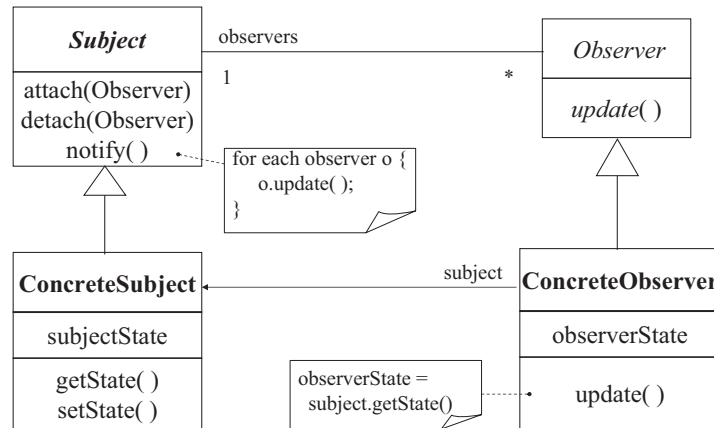 Subject
observers
Observer
1
*
attach(Observer)
detach(Observer)
notify( )
update( )
for each observer o {
o.update( );
}
ConcreteSubject
subject
ConcreteObserver
subjectState
observerState
getState( )
setState( )
observerState =
subject.getState()
update( )